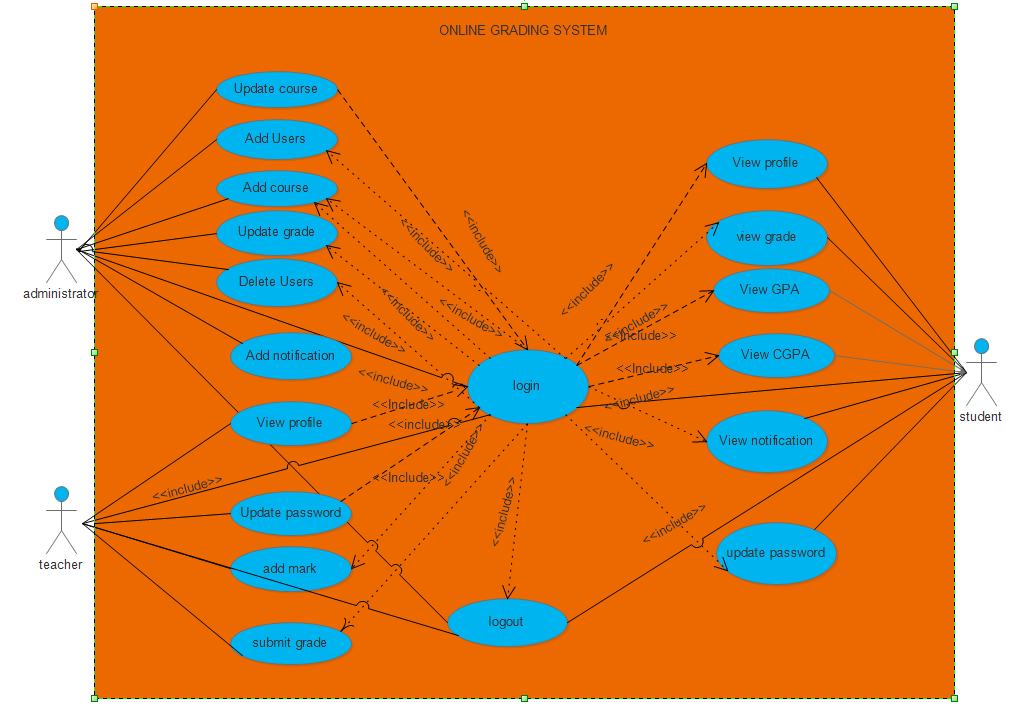 ONLINE GRADING SYSTEM
Update course
Add Users
View profile
Add course
<<include>>
<<include>>
Update grade
view grade
<<include>>
Delete Users
View GPA
administrator
<<include>>
<<include>>
<<include>>
<<include>>
<<Include>>
Add notification
View CGPA
<<Include>>
login
<<include>>
<<include>>
<<Include>>
student
View profile
<<include>>
<<include>>
View notification
<<include>>
<<Include>>
<<include>>
Update password
<<include>>
<<include>>
update password
teacher
add mark
logout
submit grade